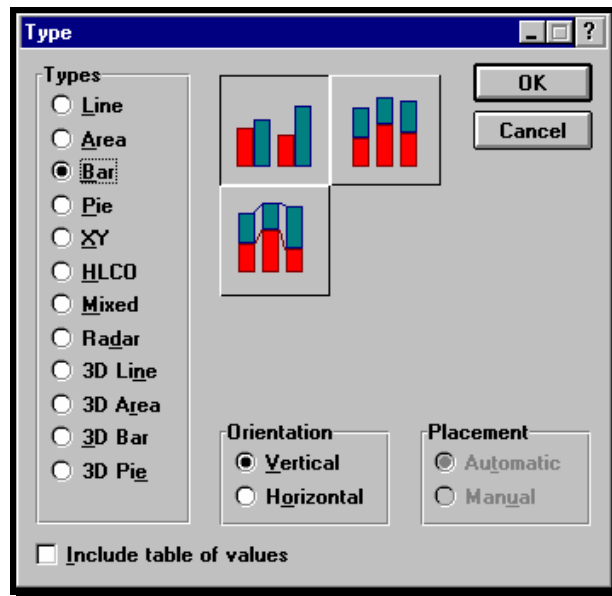 Type
?
Types
Line
Area
Bar
Pie
XY
HLCO
Mixed
Radar
3D Line
3D Area
3D Bar
3D Pie
OK
Cancel
Orientation
Vertical
Horizontal
Placement
Automatic
Manual
Include table of values